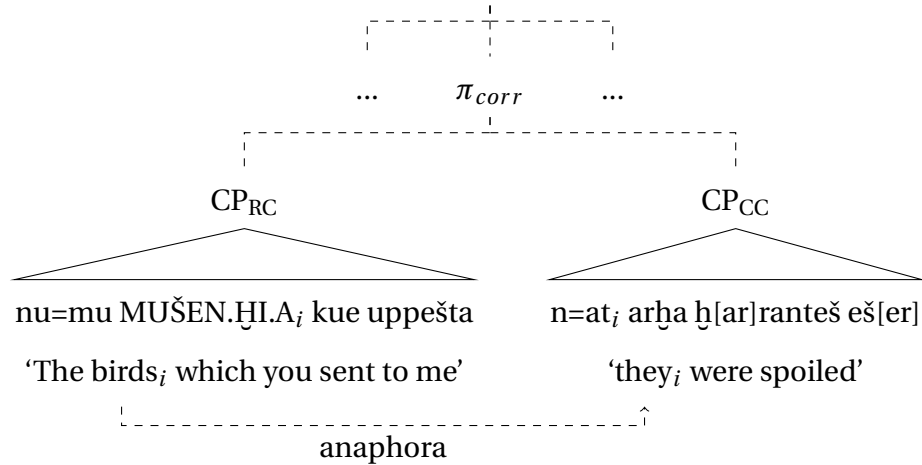 ... π_corr ...
CP_RC CP_CC
nu=mu MUŠEN.ḪI.A_i kue uppešta n=at_i arḫa ḫ[ar]ranteš eš[er]
‘The birds_i which you sent to me’ ‘they_i were spoiled’
anaphora